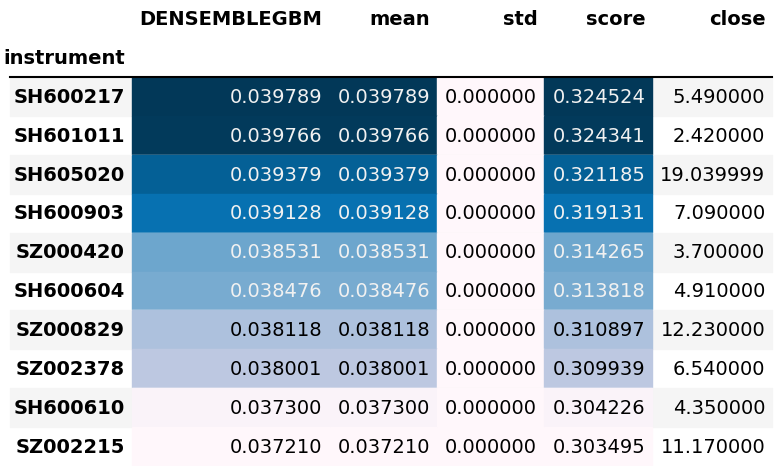 DENSEMBLEGBM mean std score close
instrument
SH600217 0.039789 0.039789 0.000000 0.324524 5.490000
SH601011 0.039766 0.039766 0.000000 0.324341 2.420000
SH605020 0.039379 0.039379 0.000000 0.321185 19.039999
SH600903 0.039128 0.039128 0.000000 0.319131 7.090000
SZ000420 0.038531 0.038531 0.000000 0.314265 3.700000
SH600604 0.038476 0.038476 0.000000 0.313818 4.910000
SZ000829 0.038118 0.038118 0.000000 0.310897 12.230000
SZ002378 0.038001 0.038001 0.000000 0.309939 6.540000
SH600610 0.037300 0.037300 0.000000 0.304226 4.350000
SZ002215 0.037210 0.037210 0.000000 0.303495 11.170000